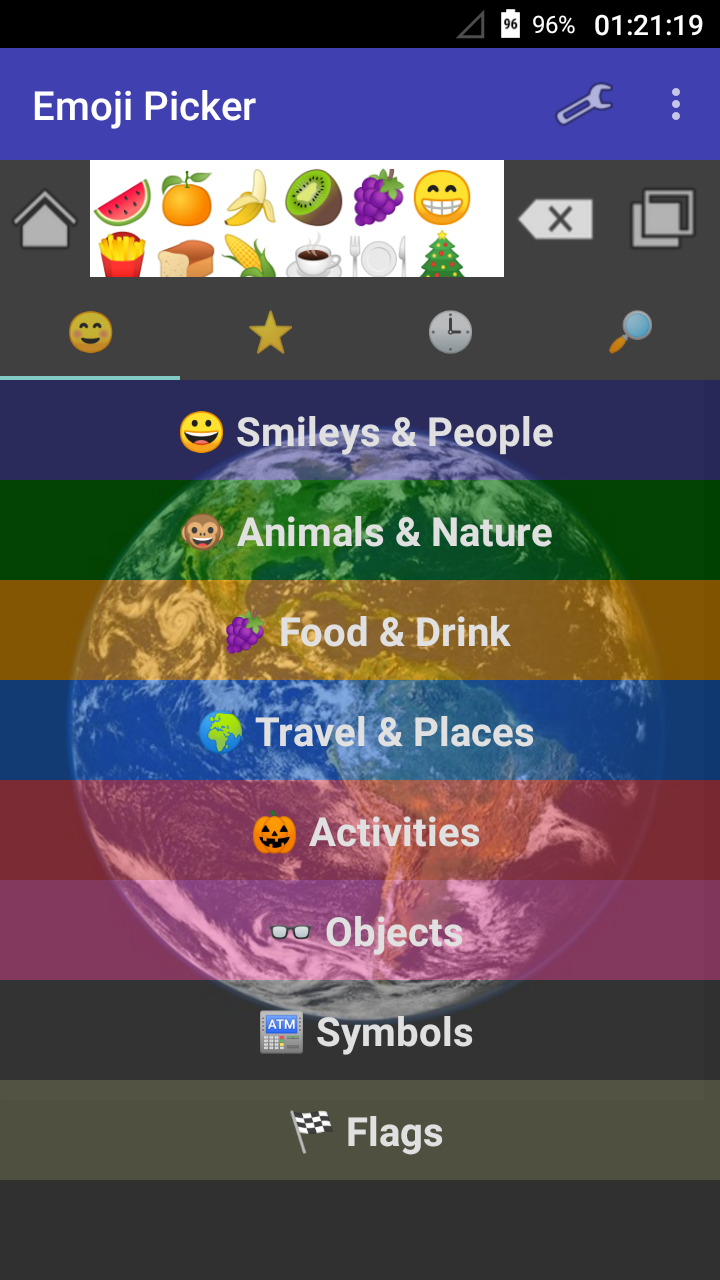 96 96% 01:21:19
Emoji Picker
Smileys & People
Animals & Nature
Food & Drink
Travel & Places
Activities
Objects
ATM Symbols
Flags